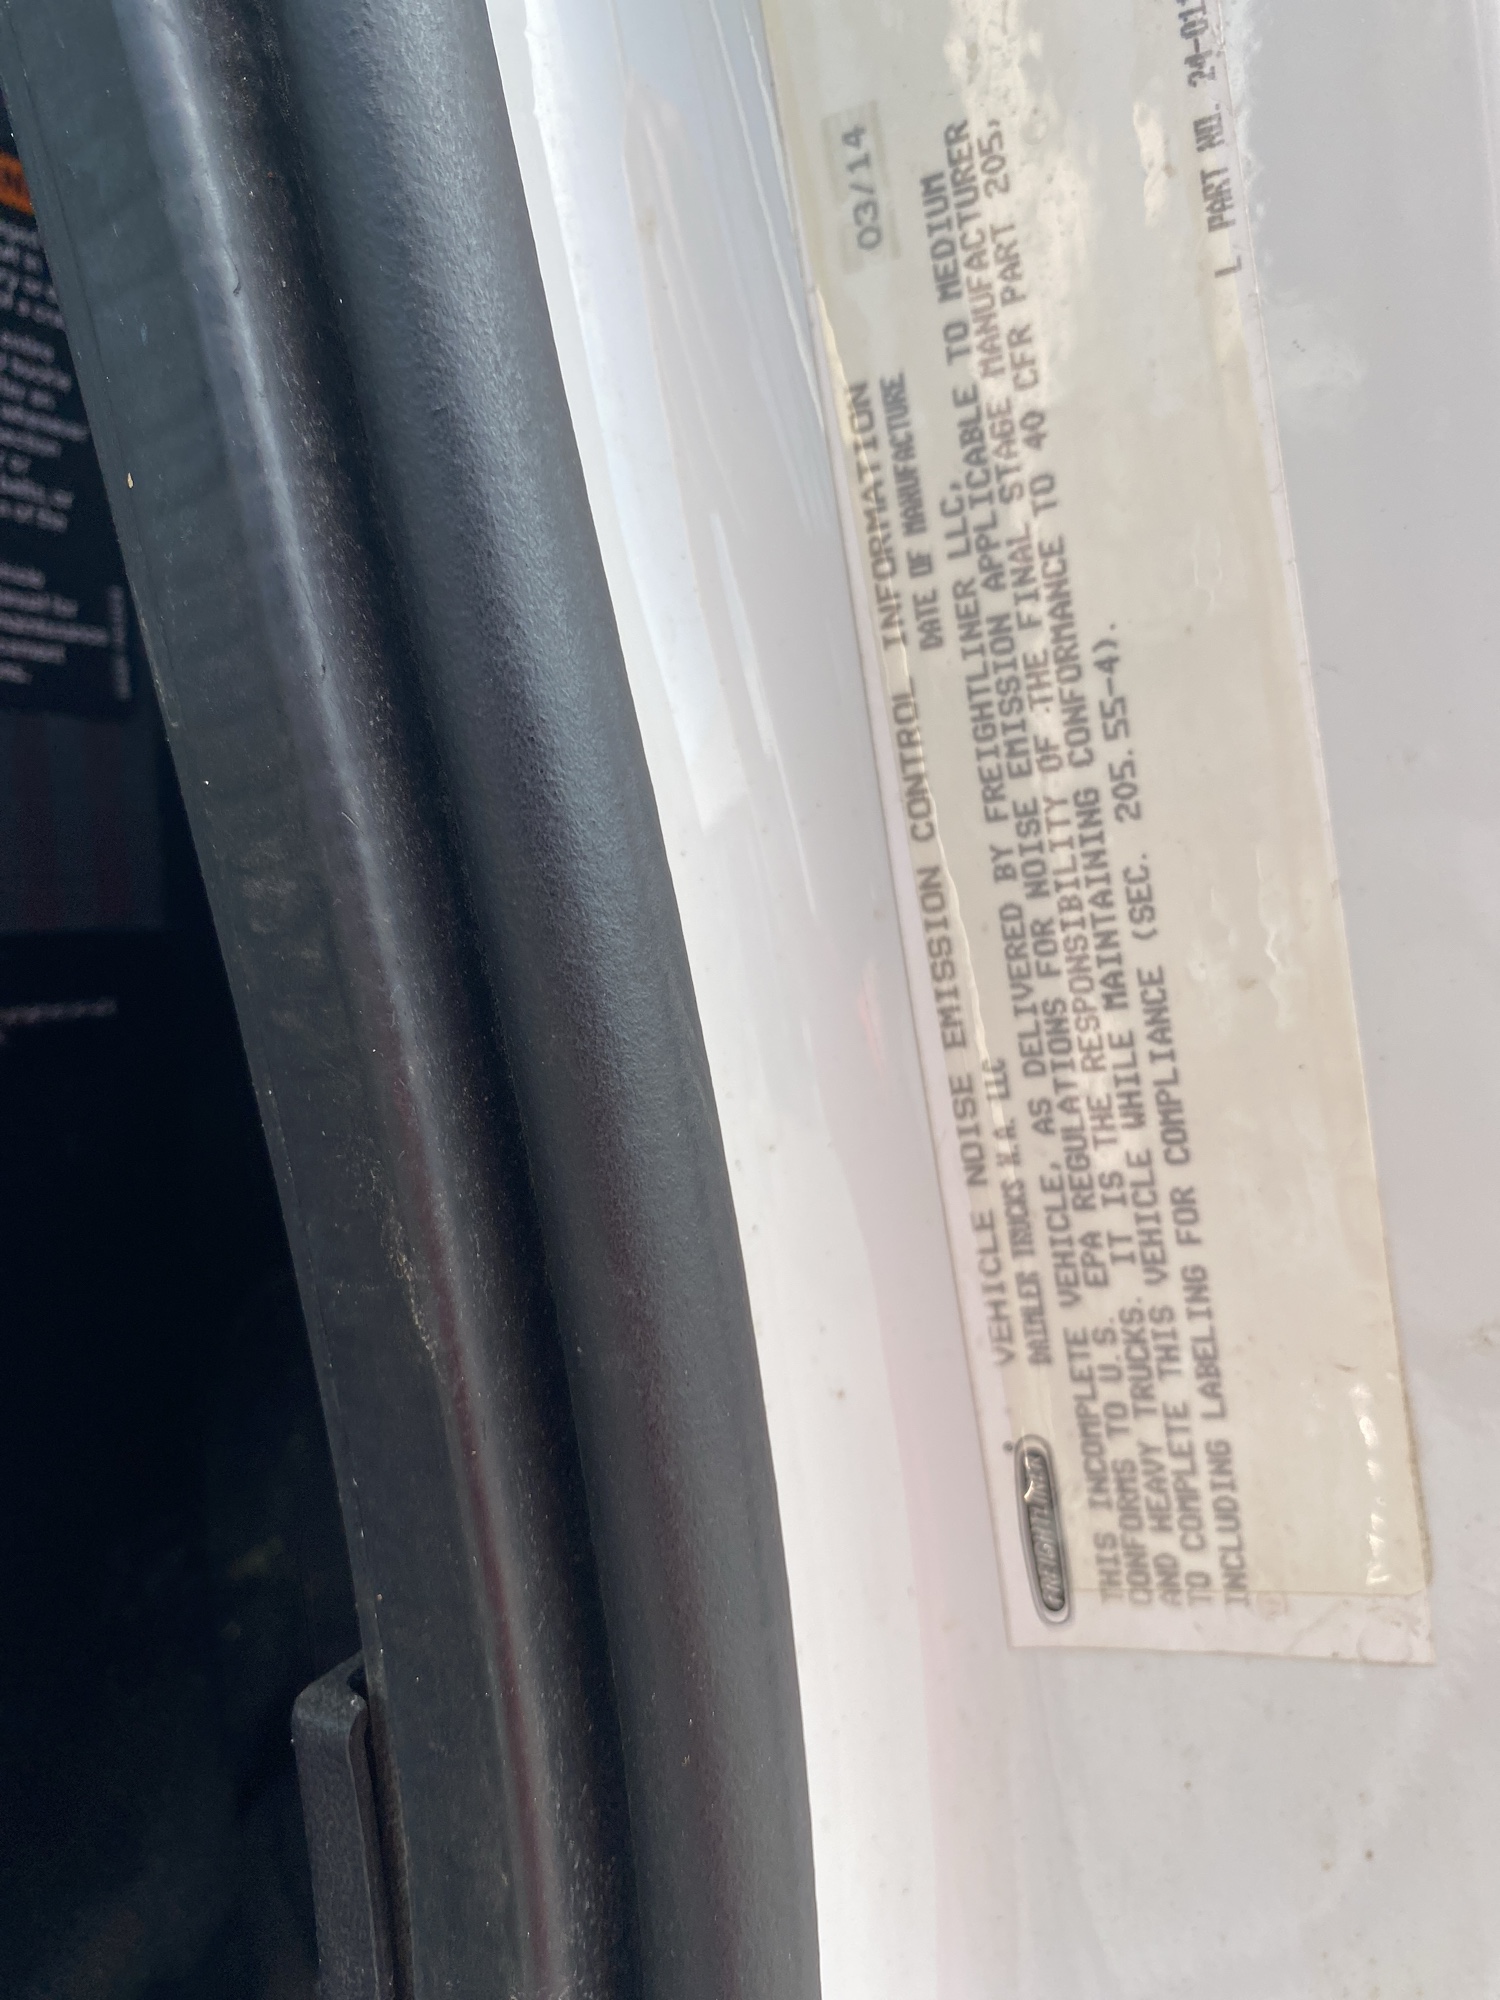 FREIGHTLINER
VEHICLE NOISE EMISSION CONTROL INFORMATION
DAIMLER TRUCKS N.A. LLC DATE OF MANUFACTURE 03/14
THIS INCOMPLETE VEHICLE, AS DELIVERED BY FREIGHTLINER LLC,
CONFORMS TO U.S. EPA REGULATIONS FOR NOISE EMISSION APPLICABLE TO MEDIUM
AND HEAVY TRUCKS. IT IS THE RESPONSIBILITY OF THE FINAL STAGE MANUFACTURER
TO COMPLETE THIS VEHICLE WHILE MAINTAINING CONFORMANCE TO 40 CFR PART 205,
INCLUDING LABELING FOR COMPLIANCE (SEC. 205.55-4).
L PART NO. 24-01